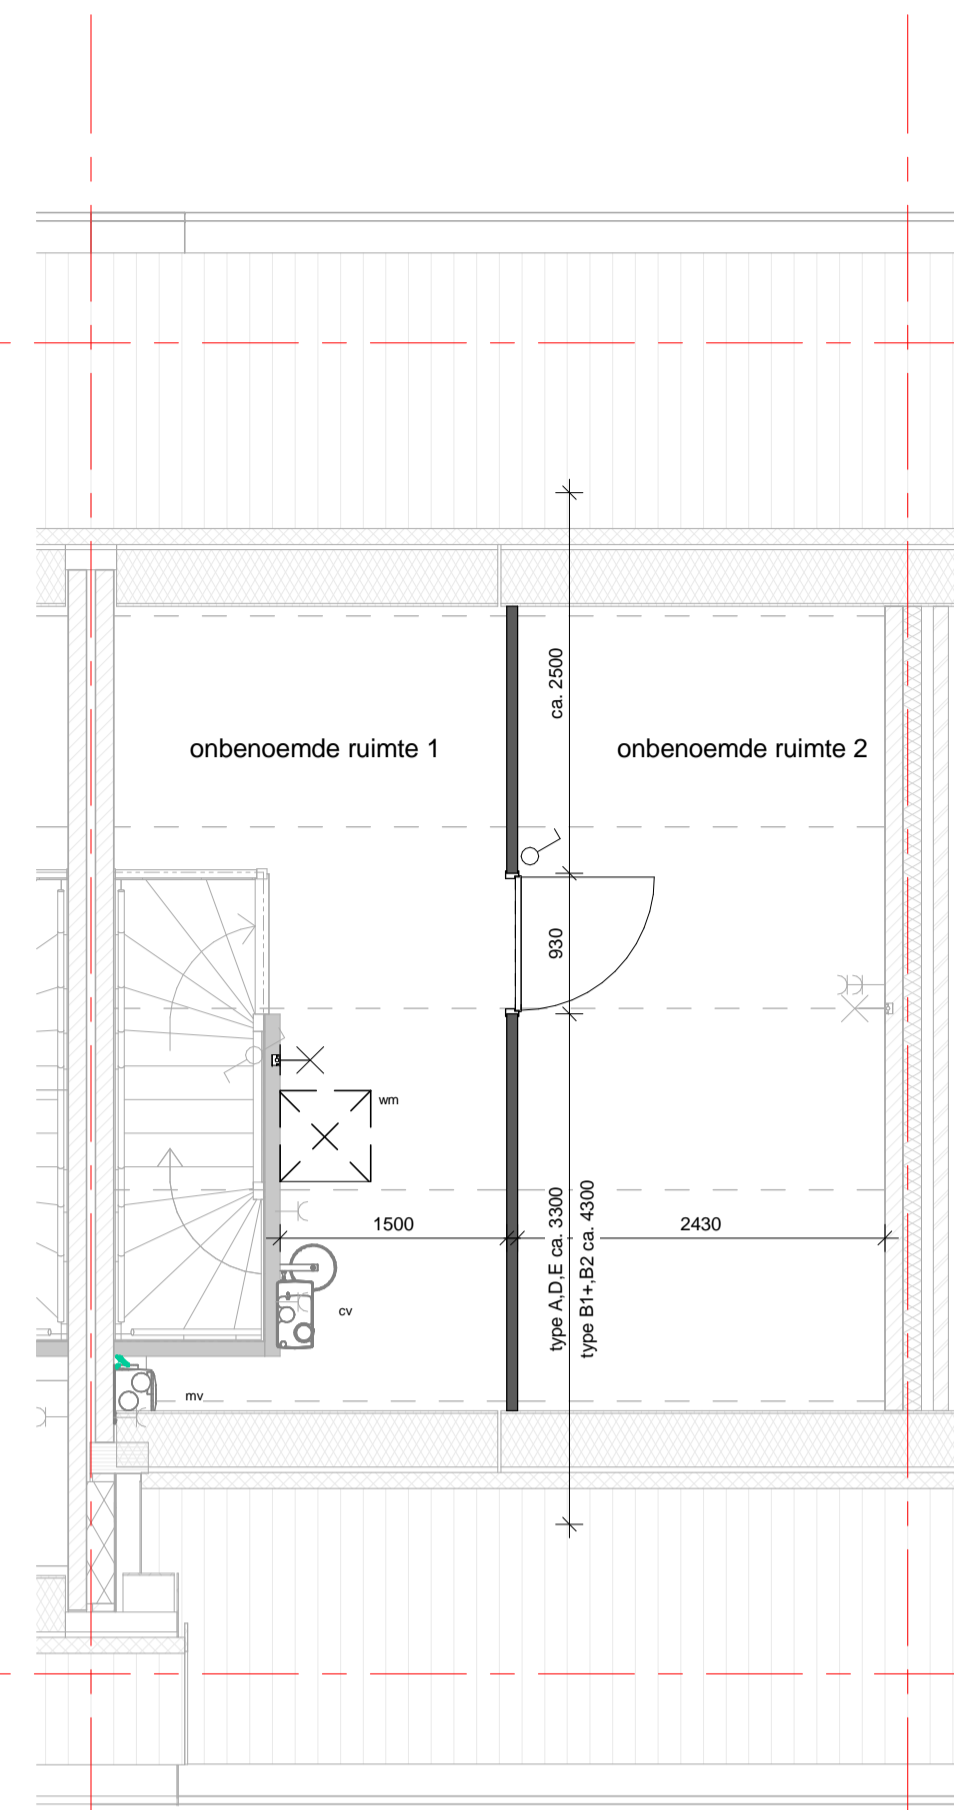 ca. 2500
onbenoemde ruimte 1
onbenoemde ruimte 2
930
wm
1500
type A,D,E ca. 3300
type B1+,B2 ca. 4300
2430
cv
mv